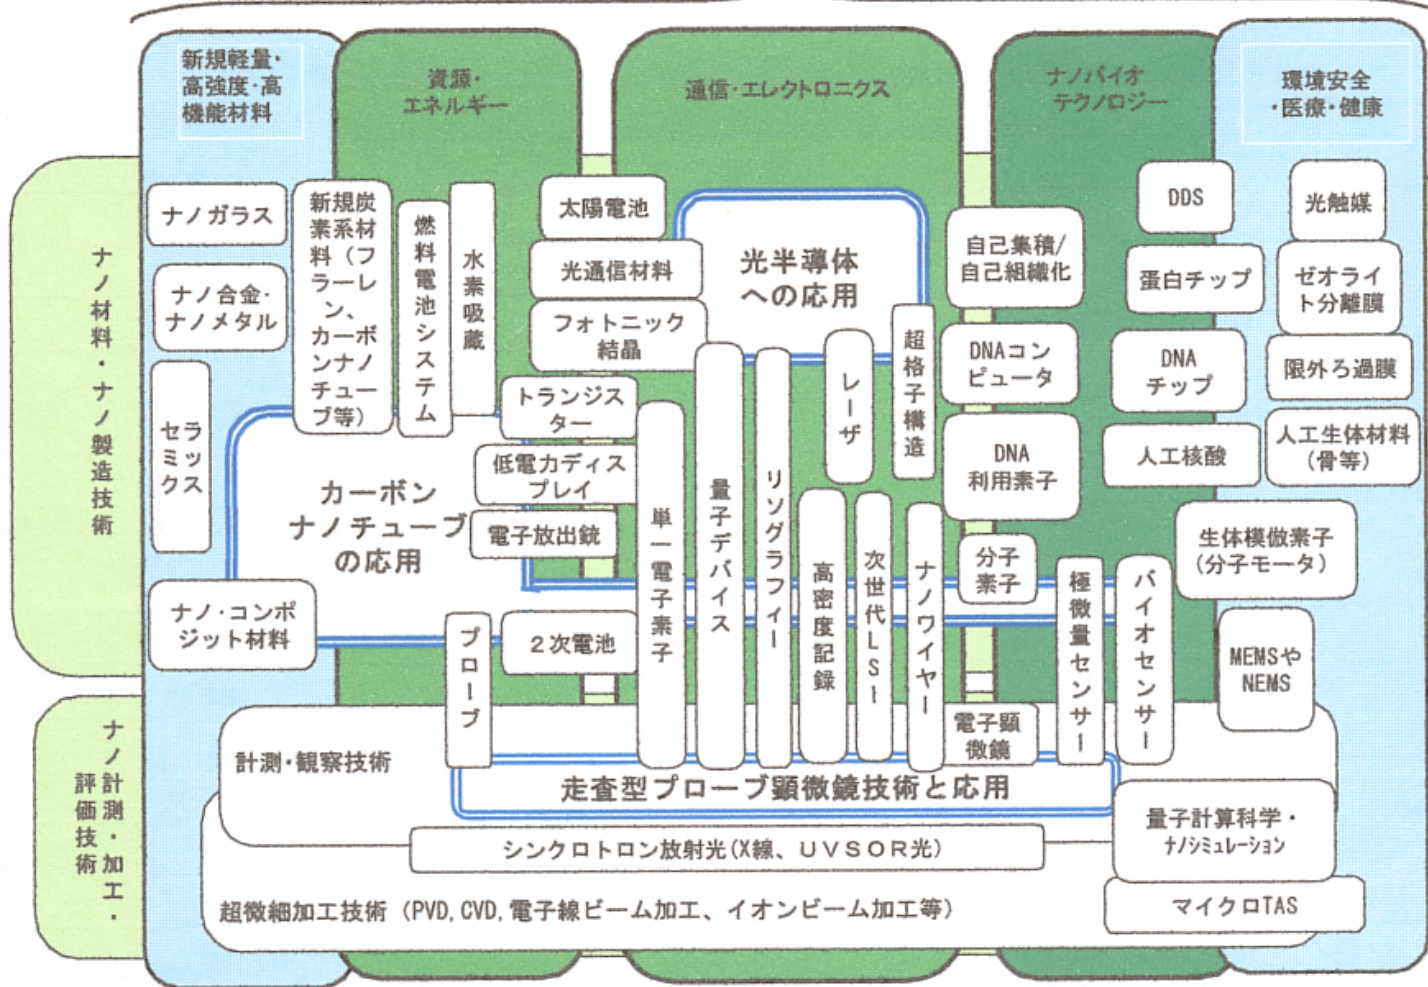 新規軽量・
高強度・高
機能材料
資源・
エネルギー
通信・エレクトロニクス
ナノバイオ
テクノロジー
環境安全
・医療・健康
ナノ材料・ナノ製造技術
ナノ計測・加工・
評価技術
ナノガラス
ナノ合金・
ナノメタル
セラ
ミッ
クス
ナノ・コンポ
ジット材料
新規炭
素系材
料(フ
ラーレ
ン、
カーボ
ンナノ
チュー
ブ等)
燃料電池システム
水素吸蔵
太陽電池
光通信材料
フォトニック
結晶
トランジス
ター
低電力ディス
プレイ
電子放出銃
2次電池
プローブ
カーボン
ナノチューブ
の応用
光半導体
への応用
単一電子素子
量子デバイス
リソグラフィー
レーザ
高密度記録
次世代LSI
超格子構造
ナノワイヤー
自己集積/
自己組織化
DNAコン
ピュータ
DNA
利用素子
分子
素子
電子顕
微鏡
極微量センサー
バイオセンサー
DDS
蛋白チップ
DNA
チップ
人工核酸
光触媒
ゼオライ
ト分離膜
限外ろ過膜
人工生体材料
(骨等)
生体模倣素子
(分子モータ)
MEMSや
NEMS
計測・観察技術
走査型プローブ顕微鏡技術と応用
シンクロトロン放射光(X線、UVSOR光)
量子計算科学・
ナノシミュレーション
マイクロTAS
超微細加工技術 (PVD,CVD,電子線ビーム加工、イオンビーム加工等)